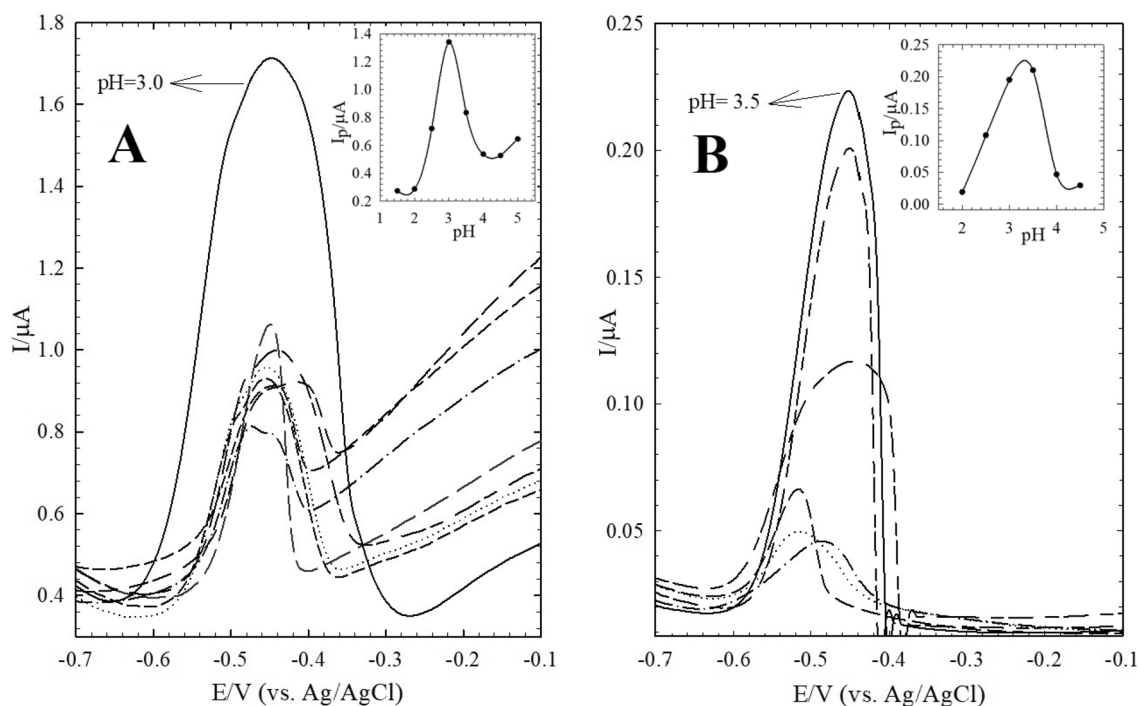 1.8
1.6
1.4
1.2
1.0
0.8
0.6
0.4
I/μA
-0.7 -0.6 -0.5 -0.4 -0.3 -0.2 -0.1
E/V (vs. Ag/AgCl)
pH=3.0
A
1.4
1.2
1.0
0.8
0.6
0.4
0.2
Ip/μA
1 2 3 4 5
pH
0.25
0.20
0.15
0.10
0.05
I/μA
-0.7 -0.6 -0.5 -0.4 -0.3 -0.2 -0.1
E/V (vs. Ag/AgCl)
pH= 3.5
B
0.25
0.20
0.15
0.10
0.05
0.00
Ip/μA
2 3 4 5
pH